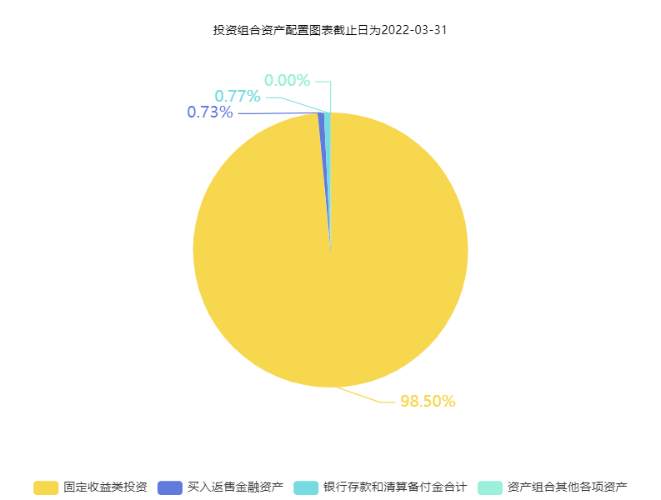 投资组合资产配置图表截止日为2022-03-31
0.00%
0.77%
0.73%
98.50%
固定收益类投资 买入返售金融资产 银行存款和清算备付金合计 资产组合其他各项资产